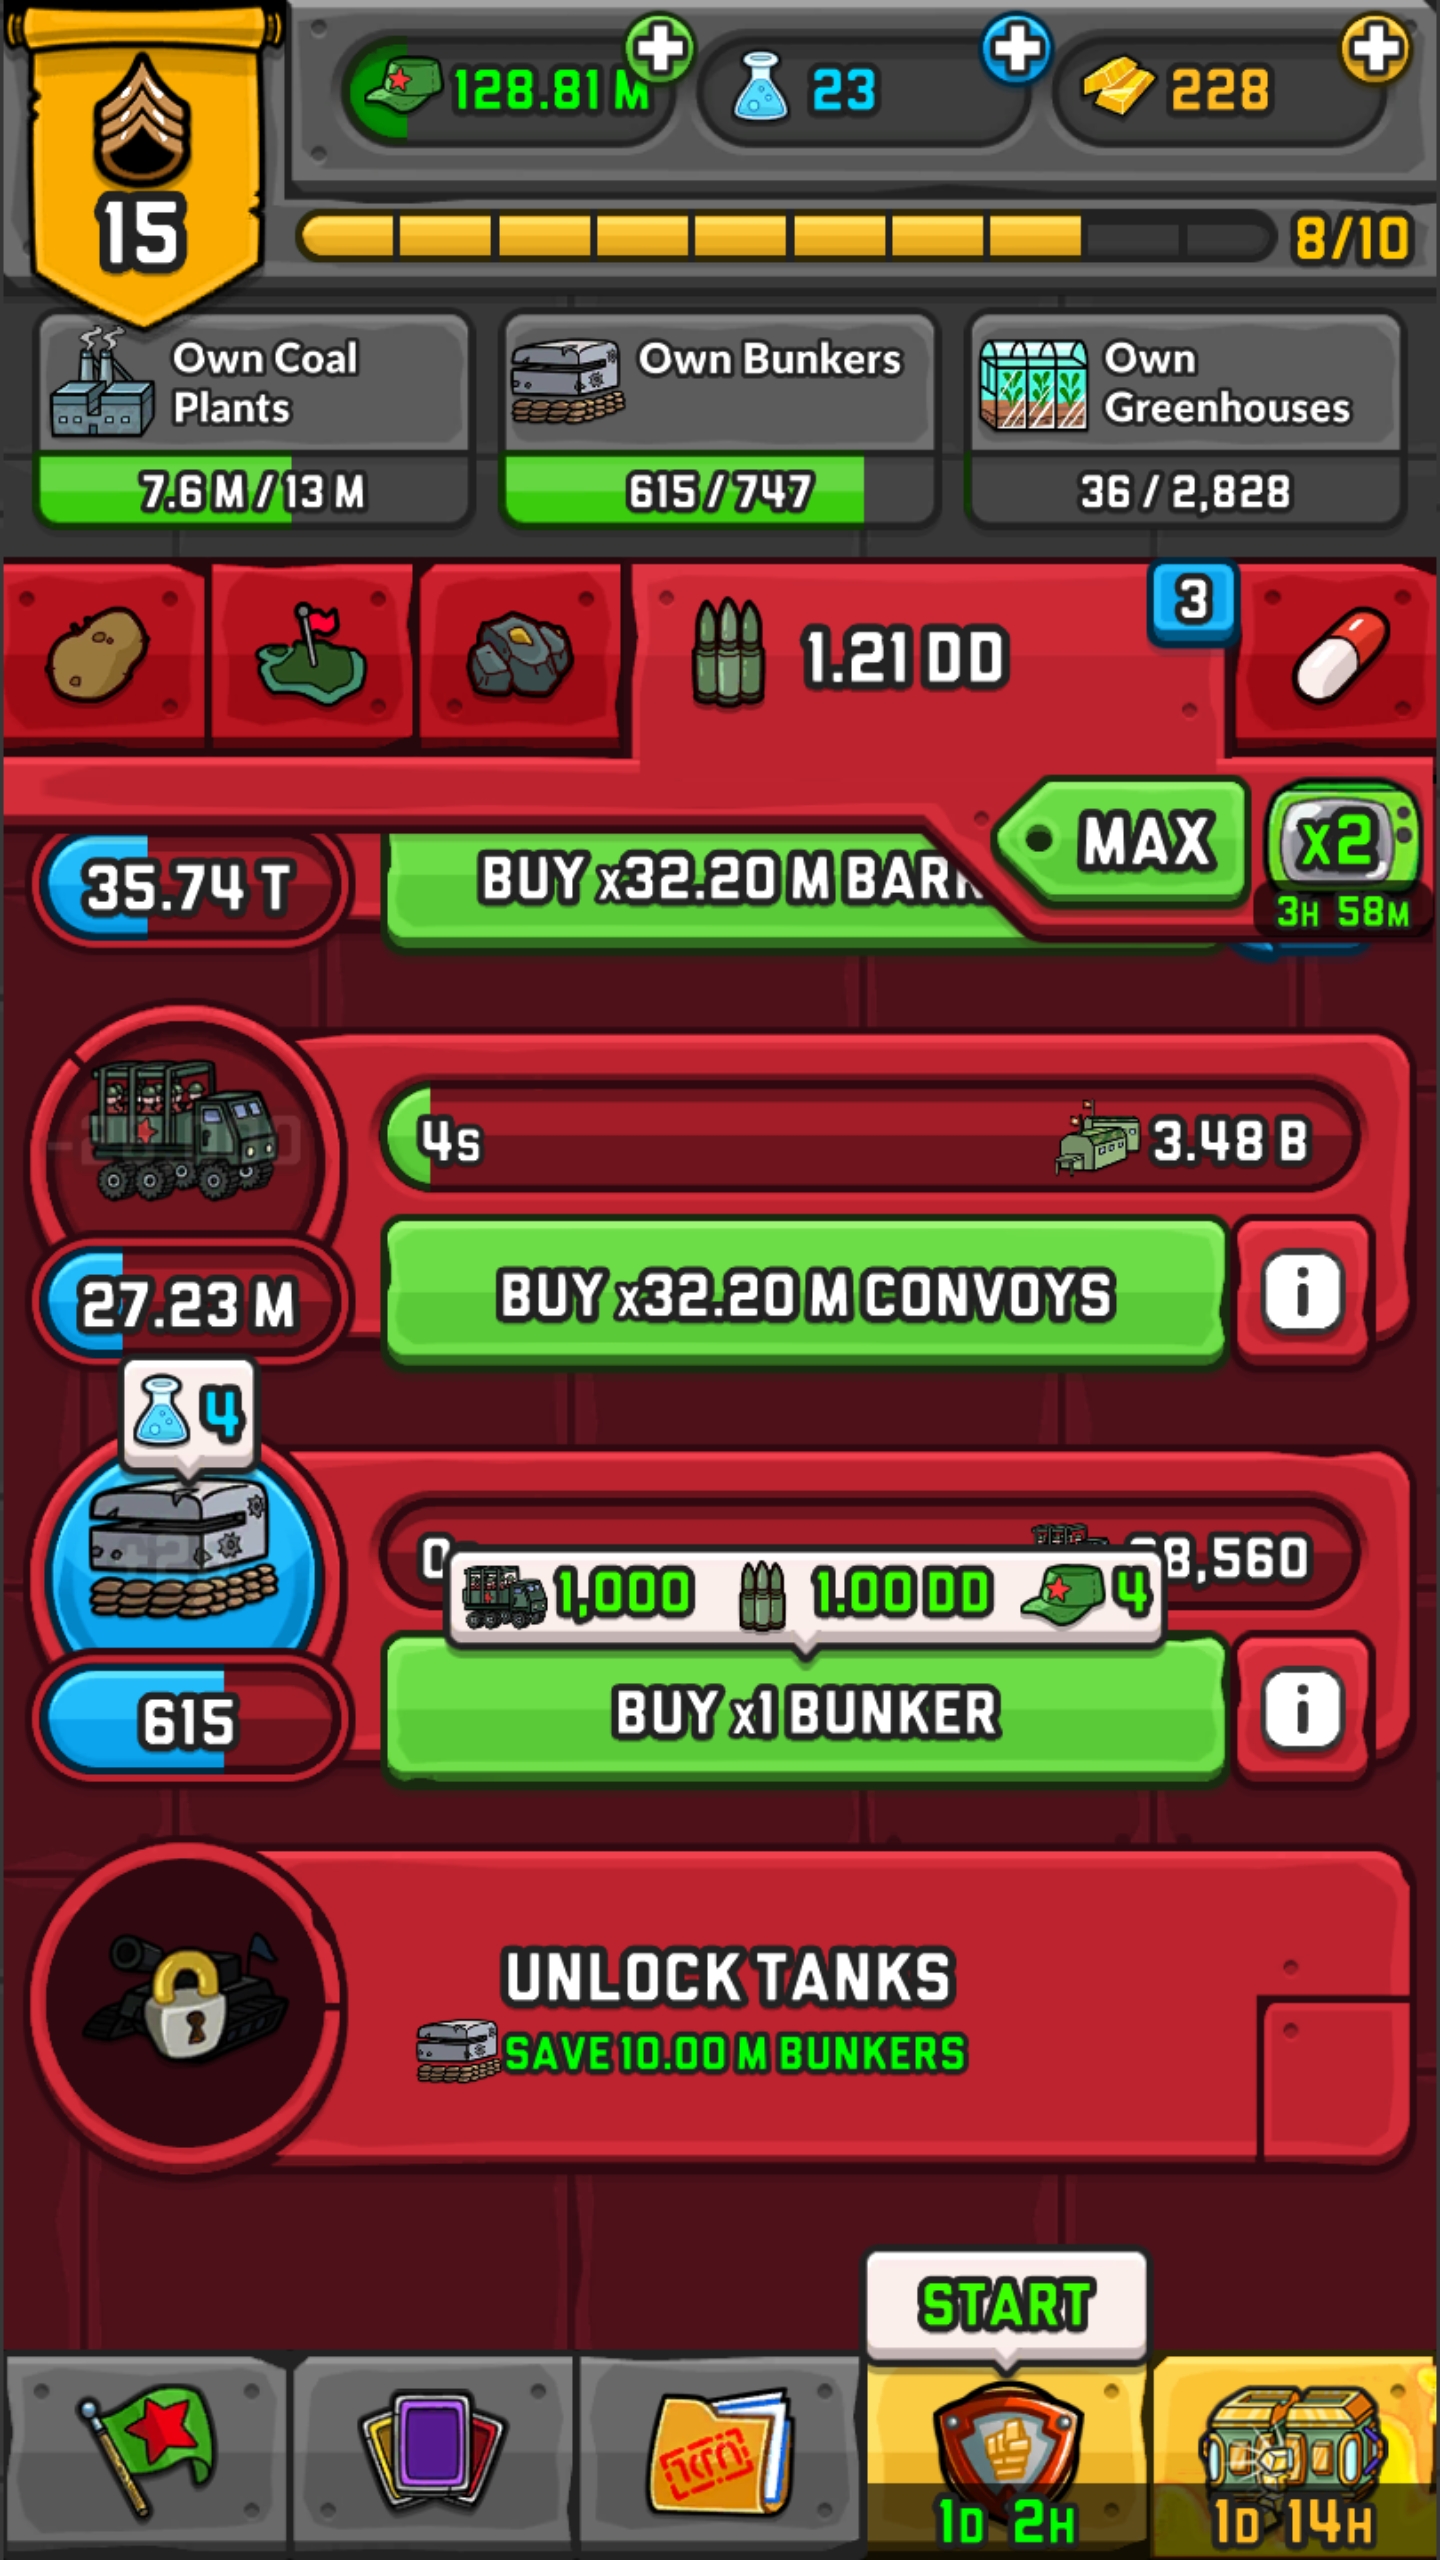 128.81 M
23
228
15
8/10
Own Coal
Plants
Own Bunkers
Own
Greenhouses
7.6 M / 13 M
615 / 747
36 / 2,828
1.21 DD
3
MAX
x2
3H 58M
35.74 T
BUY x32.20 M
4s
3.48 B
27.23 M
BUY x32.20 M CONVOYS
4
8,560
1,000
1.00 DD
4
615
BUY x1 BUNKER
UNLOCK TANKS
SAVE 10.00 M BUNKERS
START
1D 2H
1D 14H